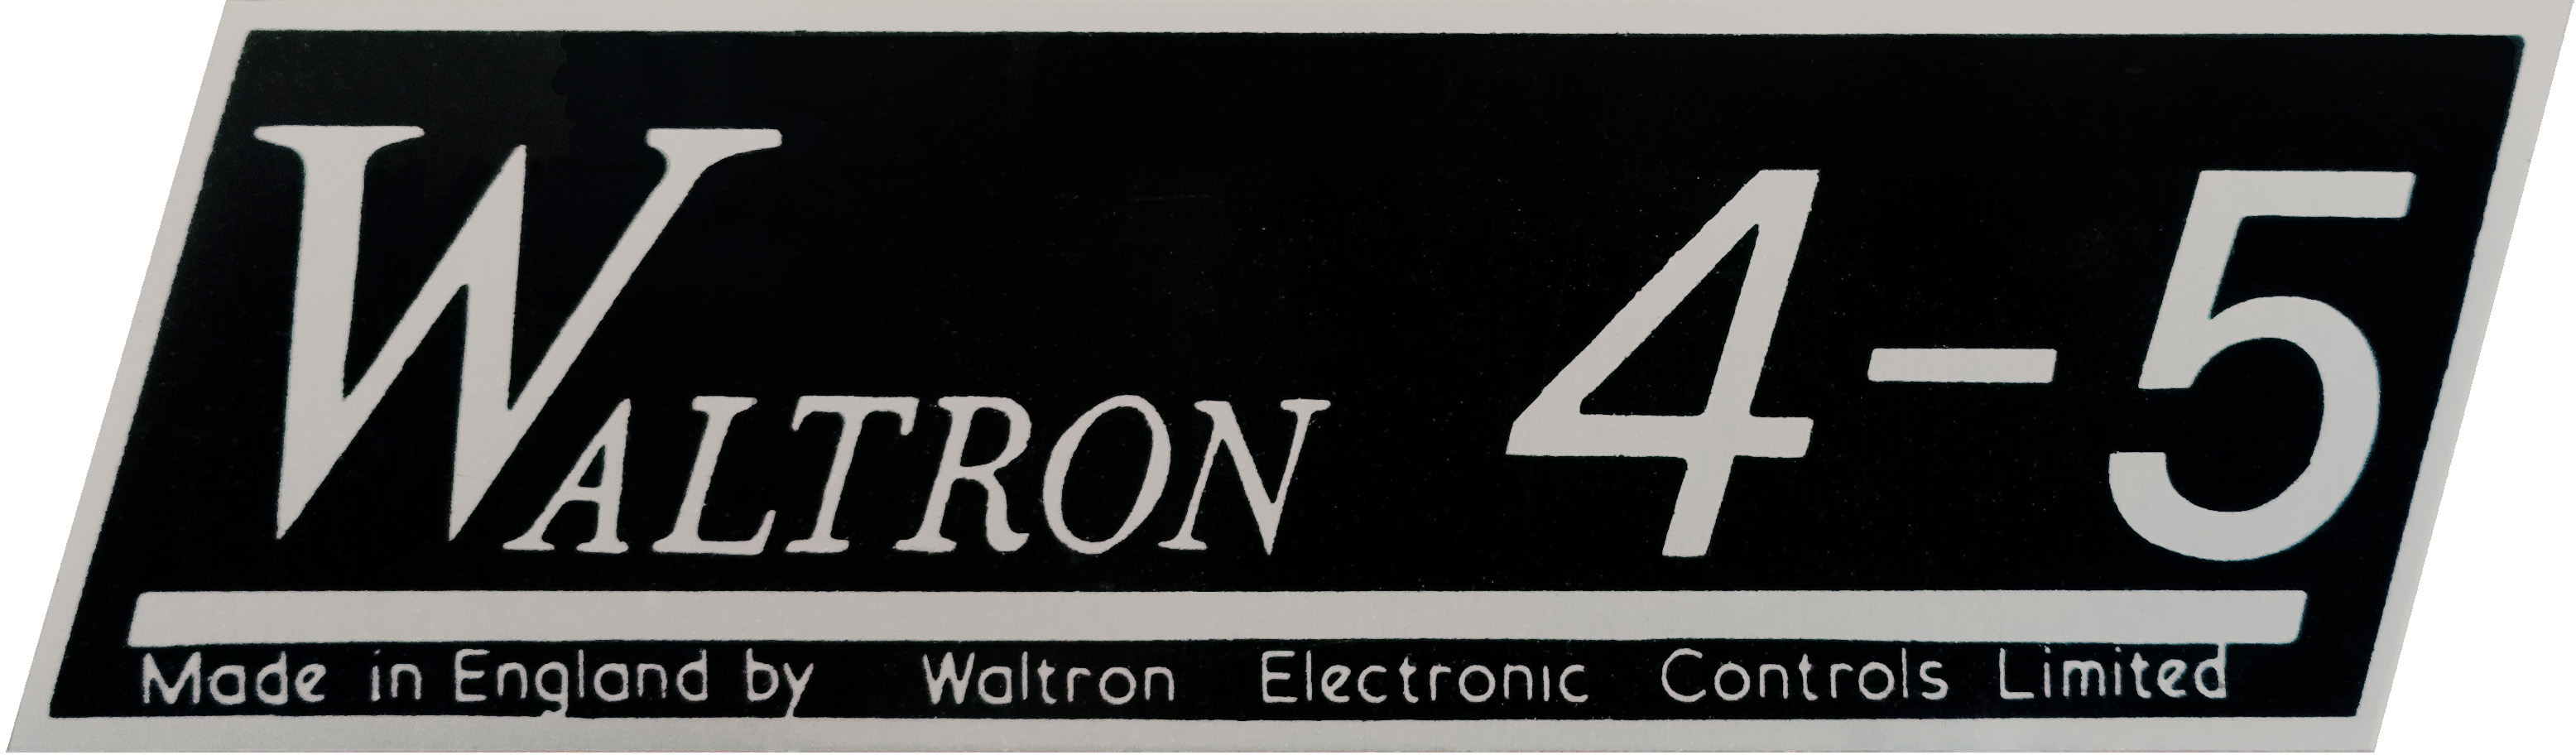 WALTRON 4-5
Made in England by Waltron Electronic Controls Limited